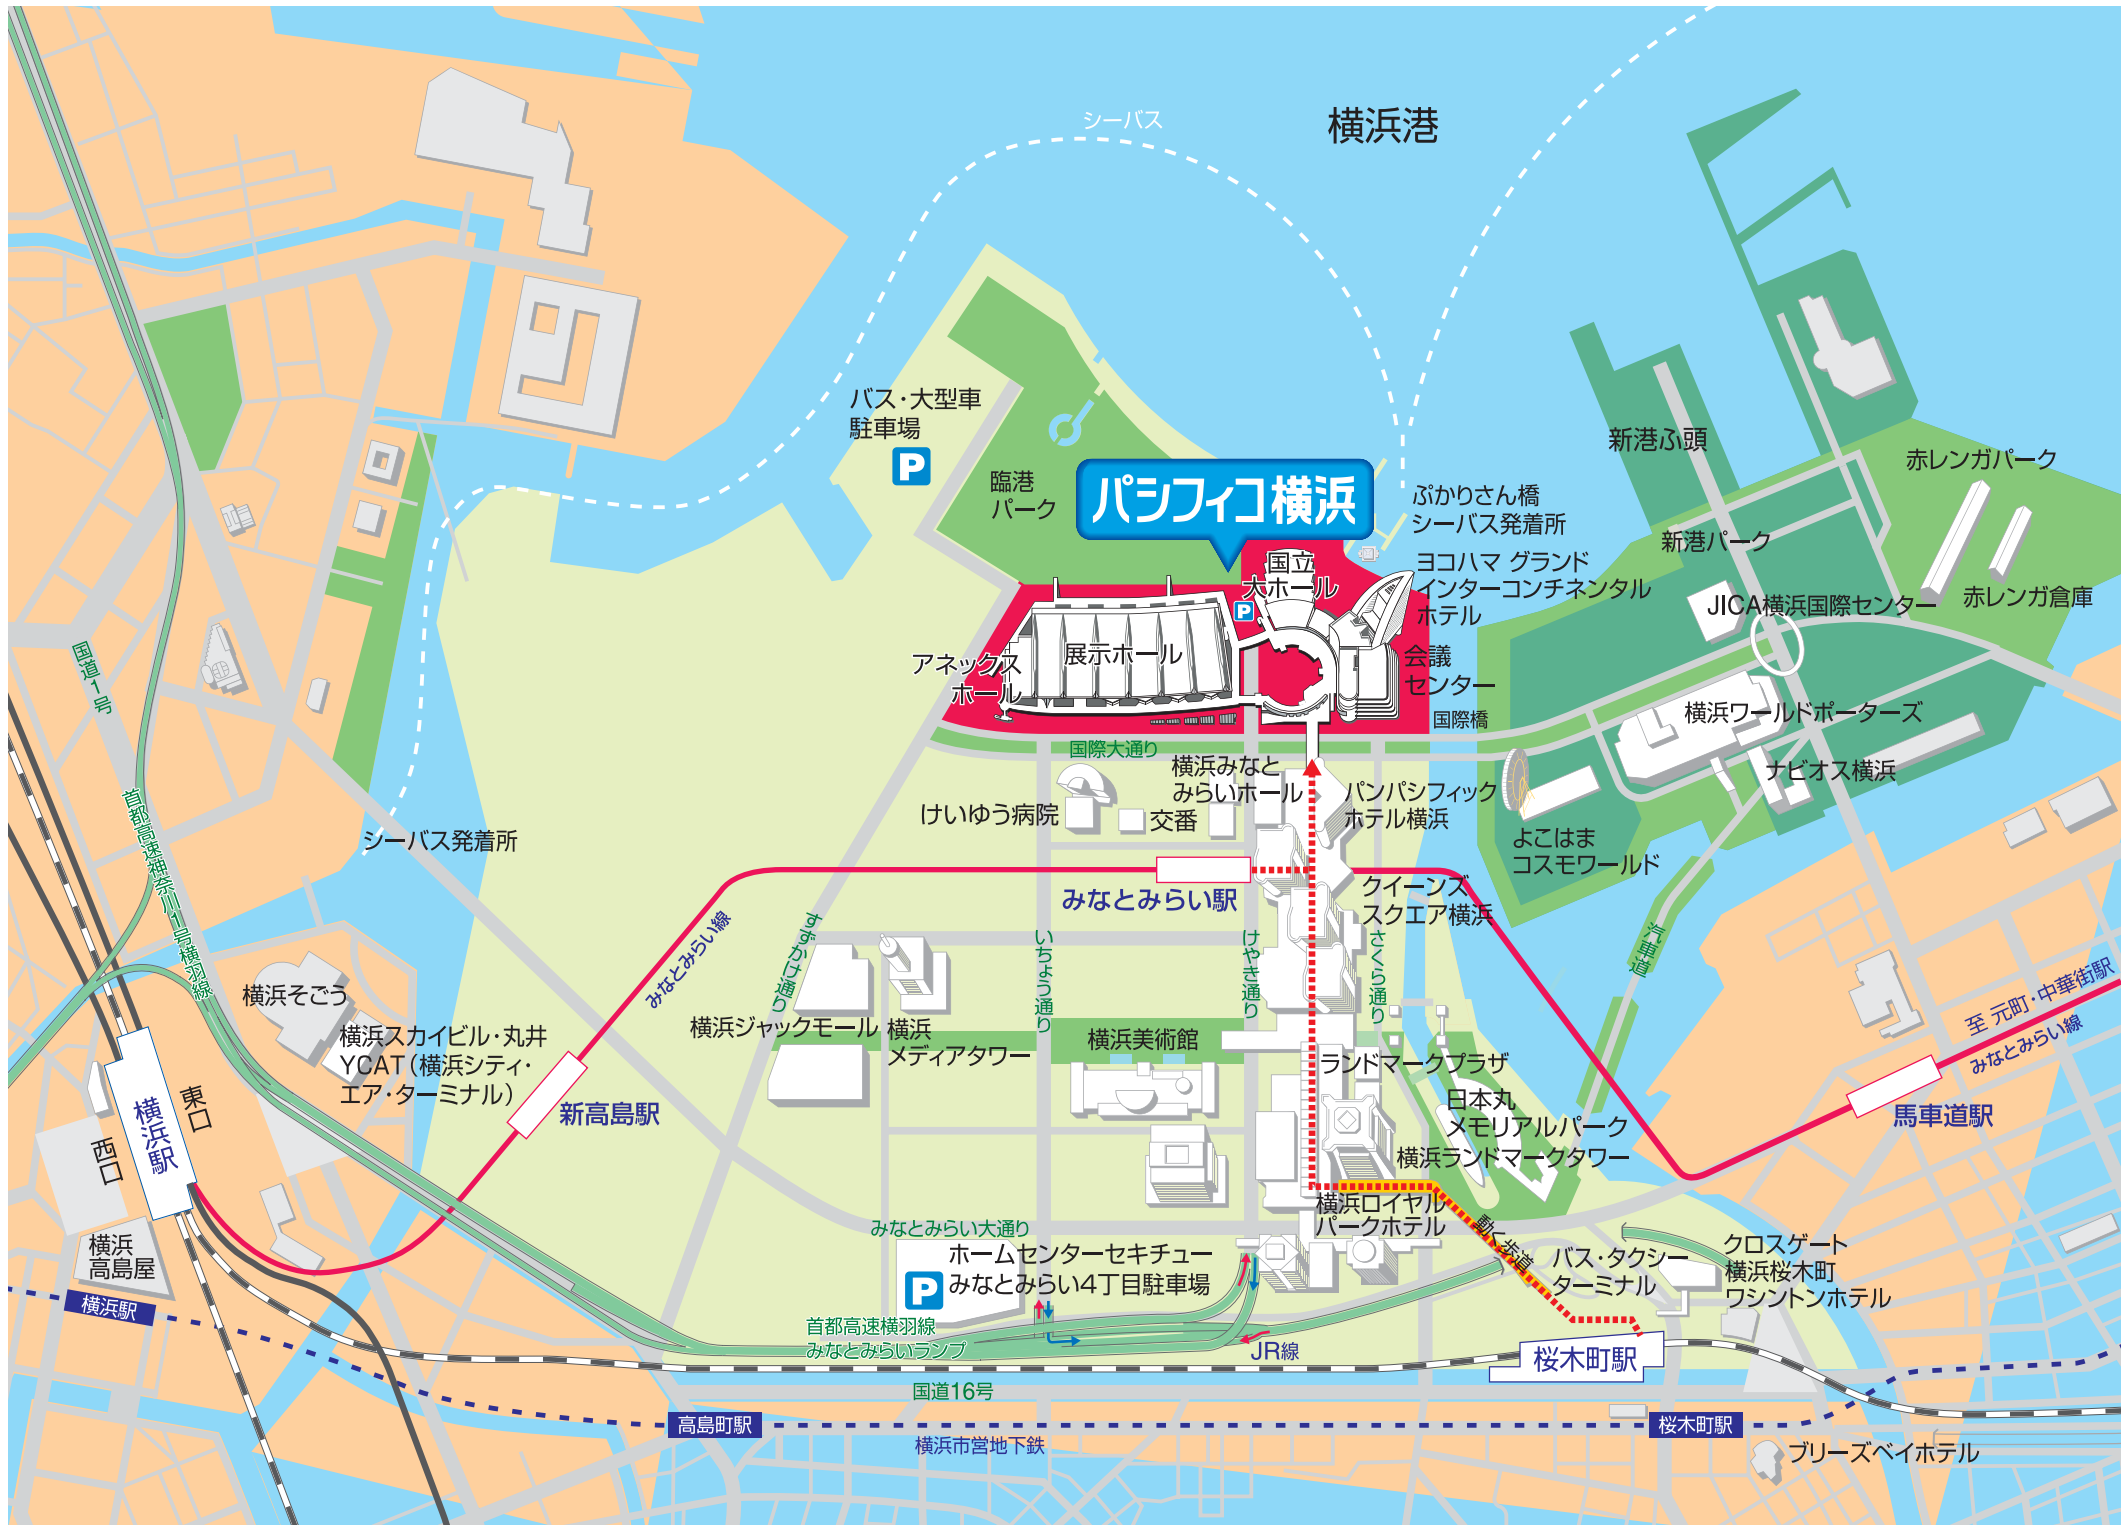 シーバス
横浜港
バス・大型車
駐車場
P
臨港
パーク
パシフィコ横浜
新港ふ頭
赤レンガパーク
ぷかりさん橋
シーバス発着所
新港パーク
国立
大ホール
P
ヨコハマ グランド
インターコンチネンタル
ホテル
JICA横浜国際センター
赤レンガ倉庫
展示ホール
アネックス
ホール
会議
センター
国際橋
横浜ワールドポーターズ
国際大通り
国道1号
横浜みなと
みらいホール
パンパシフィック
ホテル横浜
ナビオス横浜
けいゆう病院
交番
よこはま
コスモワールド
シーバス発着所
首都高速神奈川1号横羽線
みなとみらい駅
クイーンズ
スクエア横浜
みなとみらい線
すずかけ通り
いちょう通り
けやき通り
さくら通り
汽車道
横浜そごう
横浜スカイビル・丸井
YCAT(横浜シティ・
エア・ターミナル)
横浜ジャックモール
横浜
メディアタワー
横浜美術館
ランドマークプラザ
至 元町・中華街駅
みなとみらい線
日本丸
メモリアルパーク
横浜ランドマークタワー
馬車道駅
新高島駅
東口
横浜駅
西口
横浜ロイヤル
パークホテル
動く歩道
みなとみらい大通り
横浜
高島屋
P
ホームセンターセキチュー
みなとみらい4丁目駐車場
バス・タクシー
ターミナル
クロスゲート
横浜桜木町
ワシントンホテル
横浜駅
首都高速横羽線
みなとみらいランプ
JR線
桜木町駅
国道16号
高島町駅
桜木町駅
横浜市営地下鉄
ブリーズベイホテル